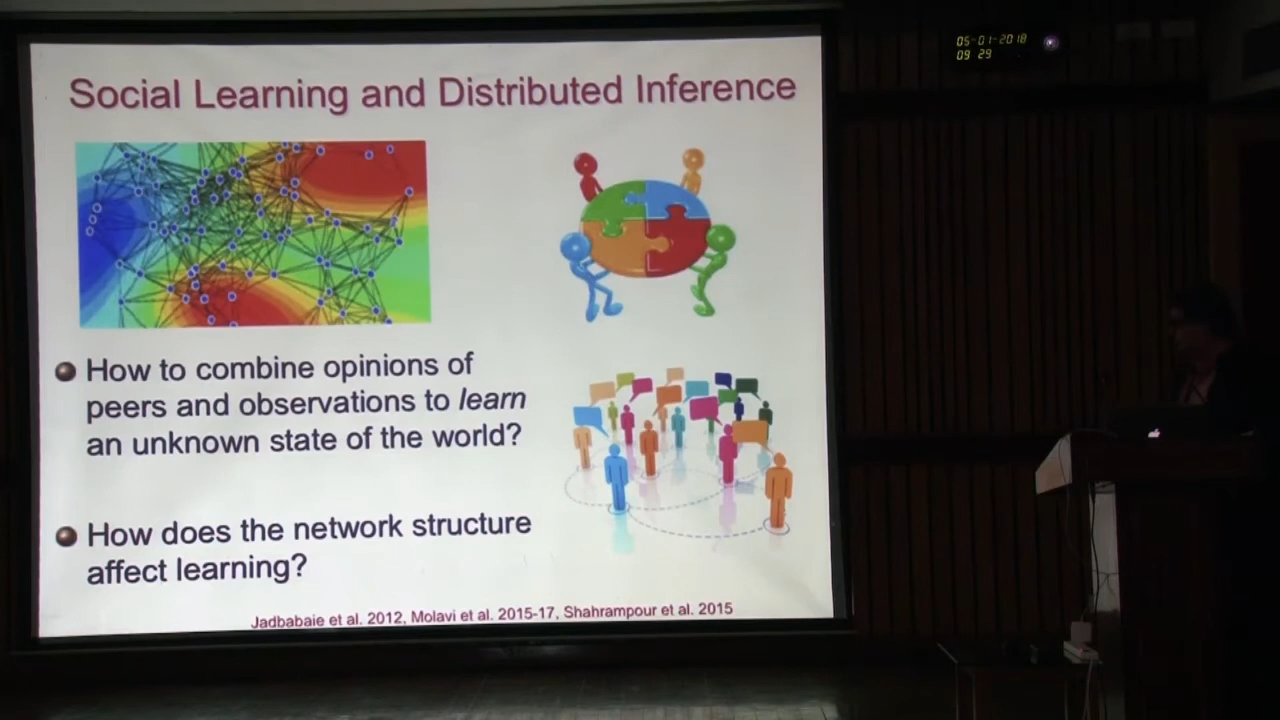 05-01-2018
09 29
Social Learning and Distributed Inference
How to combine opinions of
peers and observations to learn
an unknown state of the world?
How does the network structure
affect learning?
Jadbabaie et al. 2012, Molavi et al. 2015-17, Shahrampour et al. 2015